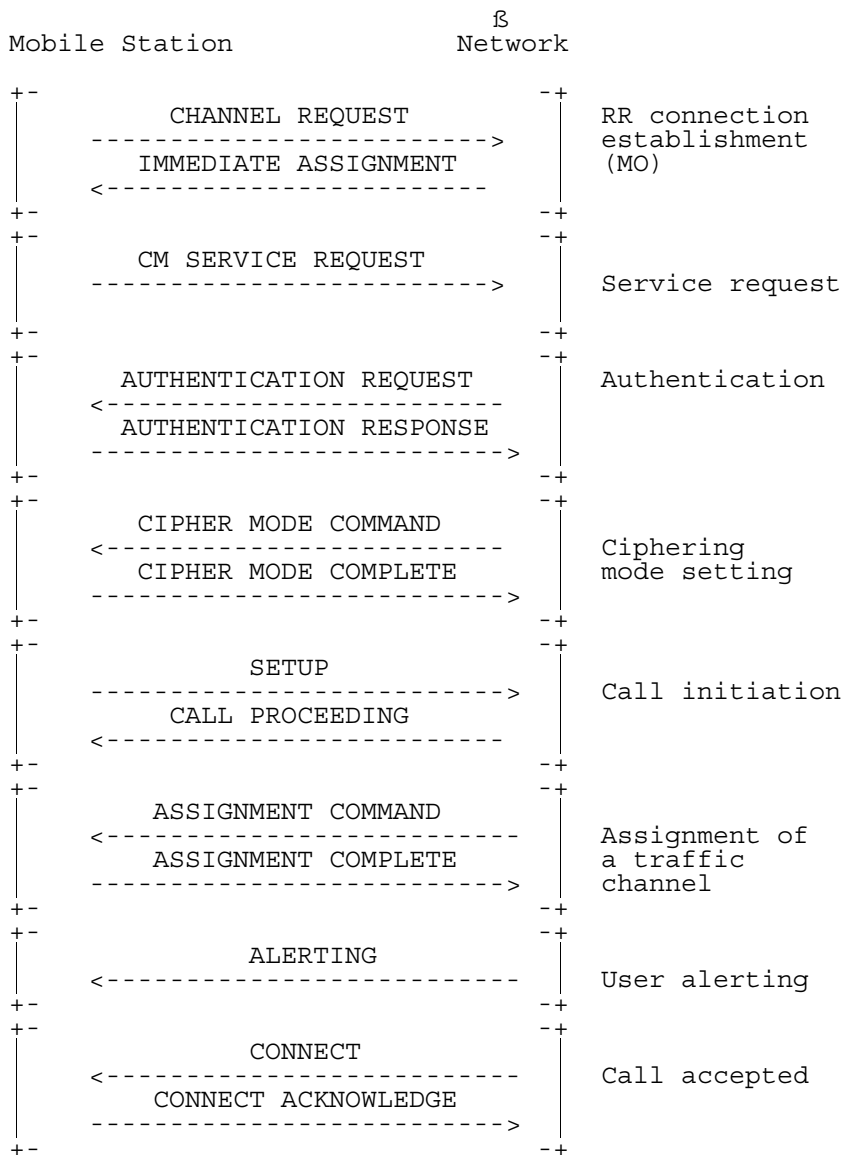 ß
Mobile Station Network
+- -+
CHANNEL REQUEST RR connection
-------------------------> establishment
IMMEDIATE ASSIGNMENT (MO)
<------------------------
+- -+
+- -+
CM SERVICE REQUEST
-------------------------> Service request
+- -+
+- -+
AUTHENTICATION REQUEST Authentication
<-------------------------
AUTHENTICATION RESPONSE
-------------------------->
+- -+
+- -+
CIPHER MODE COMMAND
<------------------------- Ciphering
CIPHER MODE COMPLETE mode setting
-------------------------->
+- -+
+- -+
SETUP
--------------------------> Call initiation
CALL PROCEEDING
<-------------------------
+- -+
+- -+
ASSIGNMENT COMMAND
<-------------------------- Assignment of
ASSIGNMENT COMPLETE a traffic
--------------------------> channel
+- -+
+- -+
ALERTING
<-------------------------- User alerting
+- -+
+- -+
CONNECT
<-------------------------- Call accepted
CONNECT ACKNOWLEDGE
-------------------------->
+- -+